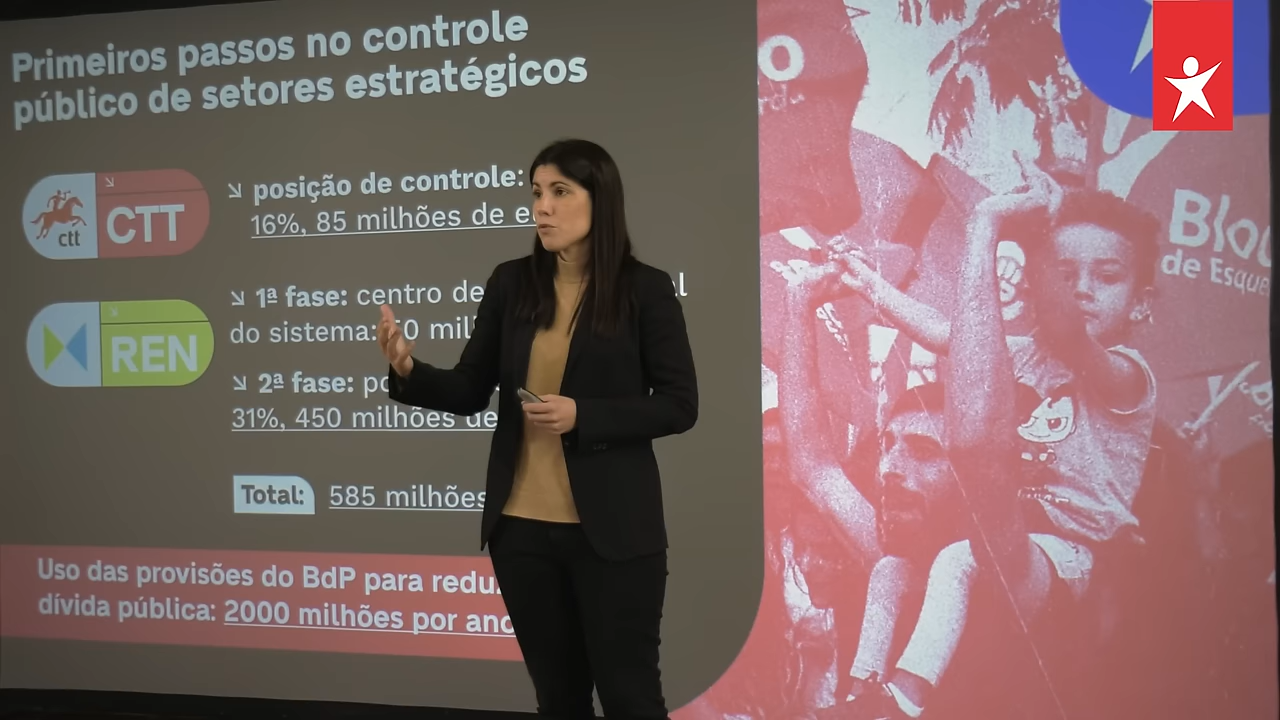 Primeiros passos no controle
público de setores estratégicos
ctt
CTT
posição de controle:
16%, 85 milhões de
1ª fase: centro de
do sistema: milh
REN
2ª fase:
31%, 450 milhões de
Total:
585 milhões
Uso das provisões do BdP para
dívida pública: 2000 milhões por ano
Bloc
de Esque